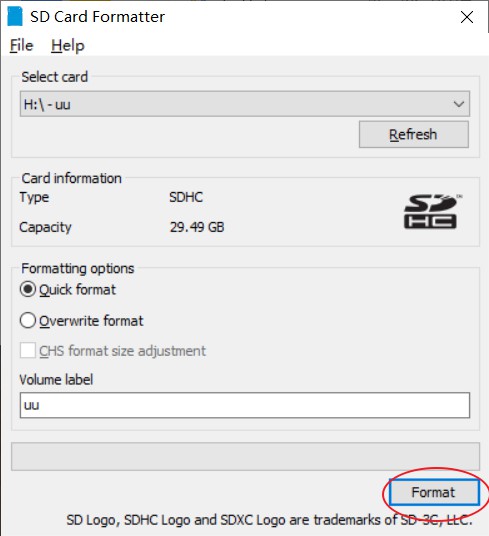 SD Card Formatter
File Help
Select card
H:\ - uu
Refresh
Card information
Type SDHC
SD HC ™
Capacity 29.49 GB
Formatting options
Quick format
Overwrite format
CHS format size adjustment
Volume label
uu
Format
SD Logo, SDHC Logo and SDXC Logo are trademarks of SD-3C, LLC.